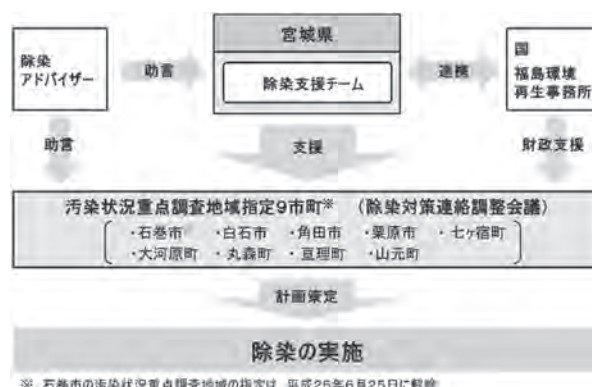 宮城県
除染
アドバイザー
助言
除染支援チーム
連携
国
福島環境
再生事務所
助言
支援
財政支援
汚染状況重点調査地域指定9市町※ (除染対策連絡調整会議)
・石巻市 ・白石市 ・角田市 ・栗原市 ・七ヶ宿町
・大河原町 ・丸森町 ・亘理町 ・山元町
計画策定
除染の実施
※ 石巻市の汚染状況重点調査地域の指定は、平成25年6月25日に解除